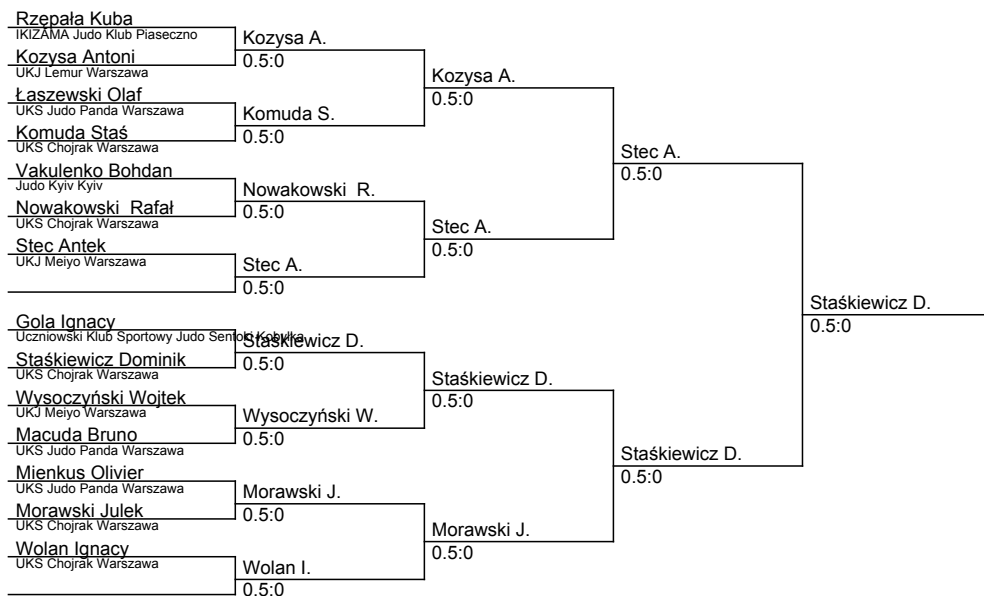 Rzępała Kuba
IKIZAMA Judo Klub Piaseczno
Kozysa Antoni
UKJ Lemur Warszawa
Łaszewski Olaf
UKS Judo Panda Warszawa
Komuda Staś
UKS Chojrak Warszawa
Vakulenko Bohdan
Judo Kyiv Kyiv
Nowakowski  Rafał
UKS Chojrak Warszawa
Stec Antek
UKJ Meiyo Warszawa
Gola Ignacy
Uczniowski Klub Sportowy Judo Sentoki Kobyłka
Staśkiewicz Dominik
UKS Chojrak Warszawa
Wysoczyński Wojtek
UKJ Meiyo Warszawa
Macuda Bruno
UKS Judo Panda Warszawa
Mienkus Olivier
UKS Judo Panda Warszawa
Morawski Julek
UKS Chojrak Warszawa
Wolan Ignacy
UKS Chojrak Warszawa
Kozysa A.
0.5:0
Komuda S.
0.5:0
Nowakowski  R.
0.5:0
Stec A.
0.5:0
Staśkiewicz D.
0.5:0
Wysoczyński W.
0.5:0
Morawski J.
0.5:0
Wolan I.
0.5:0
Kozysa A.
0.5:0
Stec A.
0.5:0
Staśkiewicz D.
0.5:0
Morawski J.
0.5:0
Stec A.
0.5:0
Staśkiewicz D.
0.5:0
Staśkiewicz D.
0.5:0